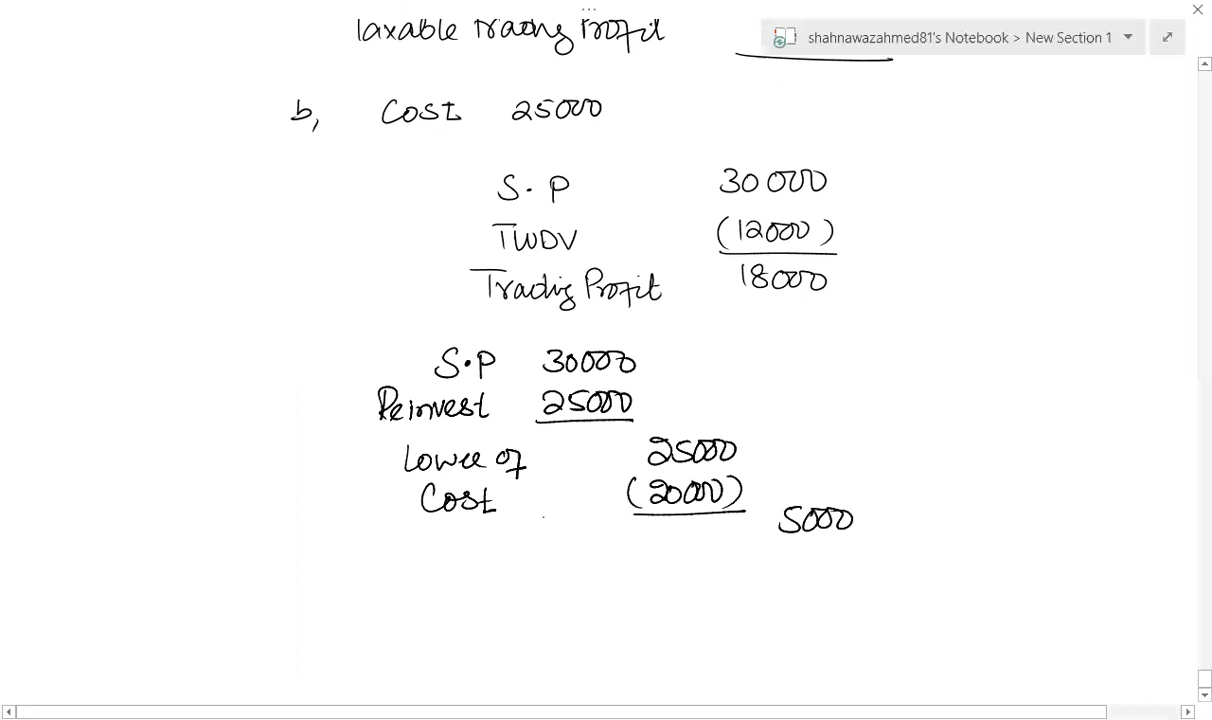 Taxable Trading Profit
shahnawazahmed81's Notebook > New Section 1
b, Cost 25000
S.P 30000
TWDV (12000)
Trading Profit 18000
S.P 30000
Reinvest 25000
Lower of 25000
Cost (20000)
5000